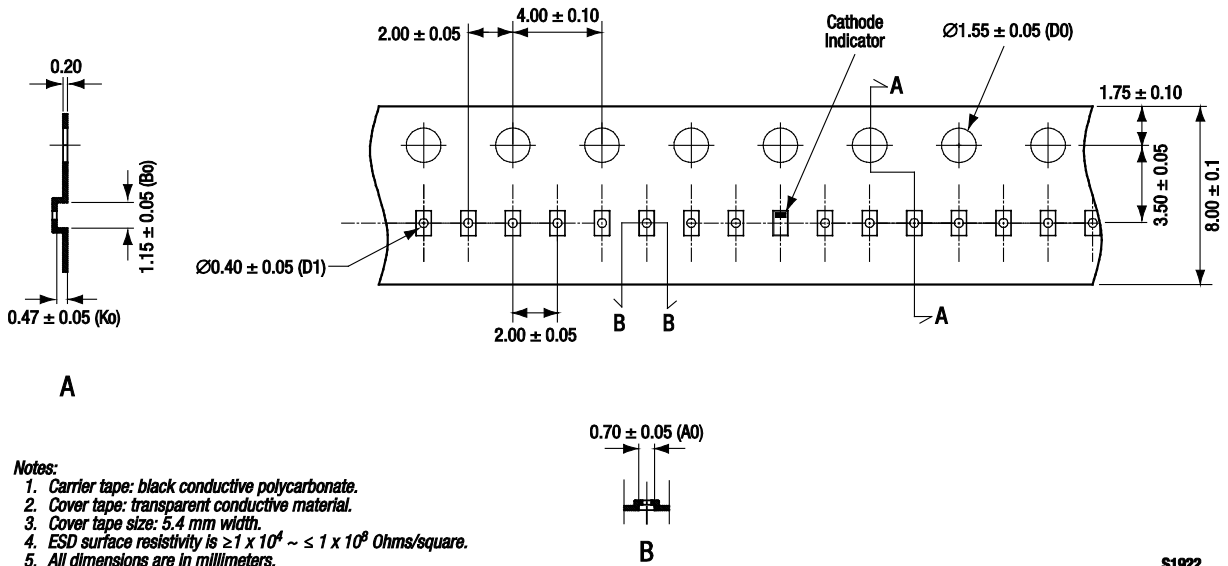 4.00 ± 0.10
2.00 ± 0.05
Cathode
Indicator
Ø1.55 ± 0.05 (D0)
0.20
A
1.75 ± 0.10
1.15 ± 0.05 (Bo)
3.50 ± 0.05
8.00 ± 0.1
Ø0.40 ± 0.05 (D1)
0.47 ± 0.05 (Ko)
B
B
A
2.00 ± 0.05
A
0.70 ± 0.05 (A0)
Notes:
1. Carrier tape: black conductive polycarbonate.
2. Cover tape: transparent conductive material.
3. Cover tape size: 5.4 mm width.
4. ESD surface resistivity is ≥1 x 10⁴ ~ ≤ 1 x 10⁸ Ohms/square.
5. All dimensions are in millimeters.
B
S1922